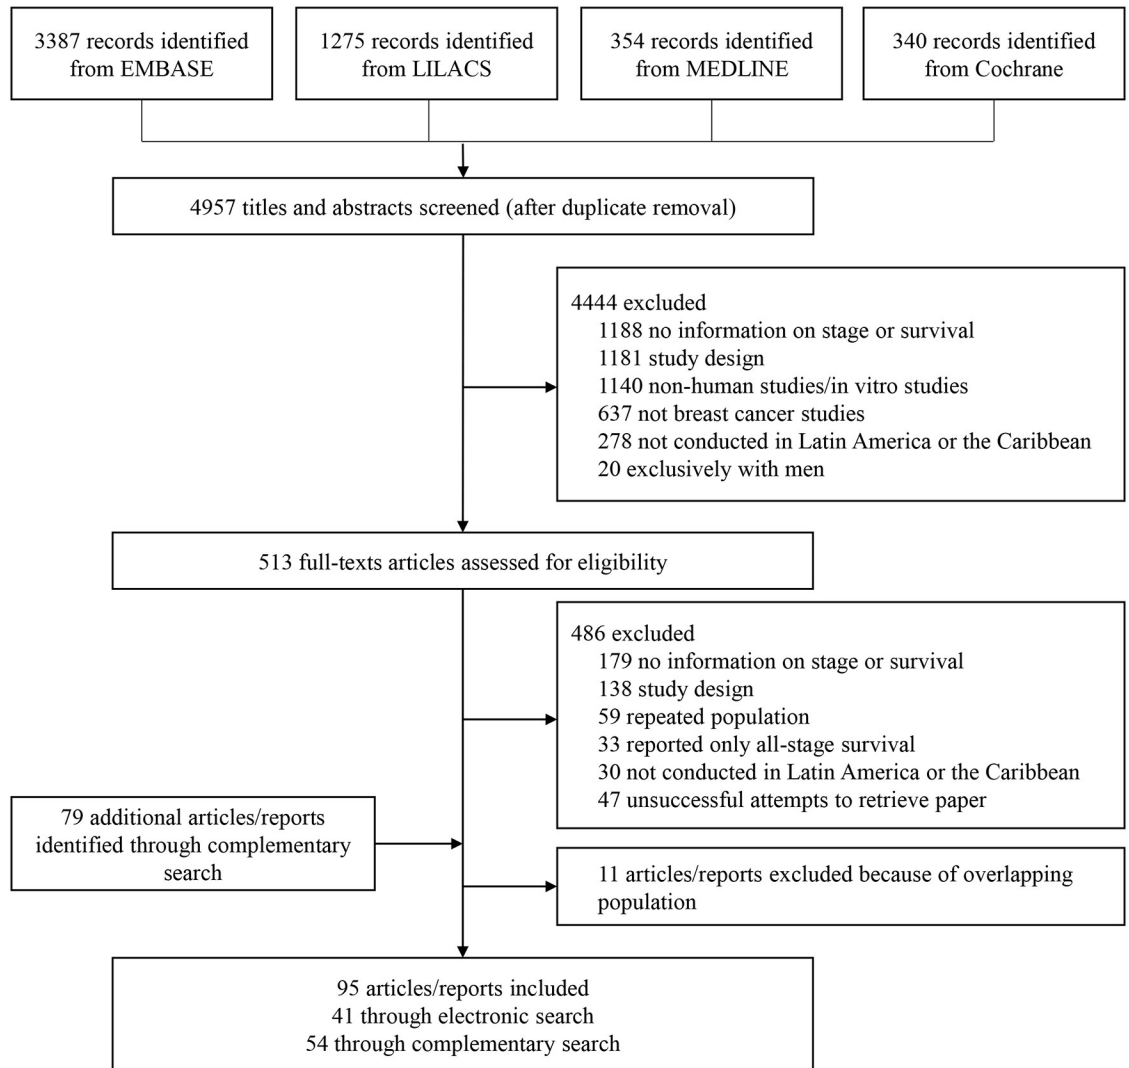 3387 records identified
from EMBASE
1275 records identified
from LILACS
354 records identified
from MEDLINE
340 records identified
from Cochrane
4957 titles and abstracts screened (after duplicate removal)
4444 excluded
1188 no information on stage or survival
1181 study design
1140 non-human studies/in vitro studies
637 not breast cancer studies
278 not conducted in Latin America or the Caribbean
20 exclusively with men
513 full-texts articles assessed for eligibility
486 excluded
179 no information on stage or survival
138 study design
59 repeated population
33 reported only all-stage survival
30 not conducted in Latin America or the Caribbean
47 unsuccessful attempts to retrieve paper
79 additional articles/reports
identified through complementary
search
11 articles/reports excluded because of overlapping
population
95 articles/reports included
41 through electronic search
54 through complementary search